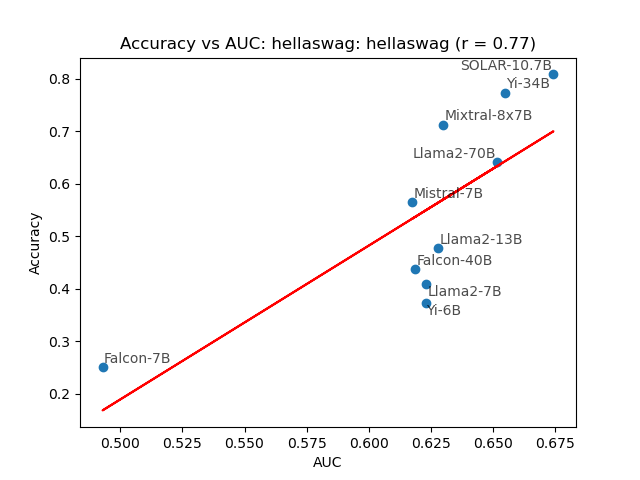 Accuracy vs AUC: hellaswag: hellaswag (r = 0.77)
SOLAR-10.7B
Yi-34B
Mixtral-8x7B
Llama2-70B
Mistral-7B
Llama2-13B
Falcon-40B
Llama2-7B
Yi-6B
Falcon-7B
Accuracy
0.8
0.7
0.6
0.5
0.4
0.3
0.2
0.500 0.525 0.550 0.575 0.600 0.625 0.650 0.675
AUC